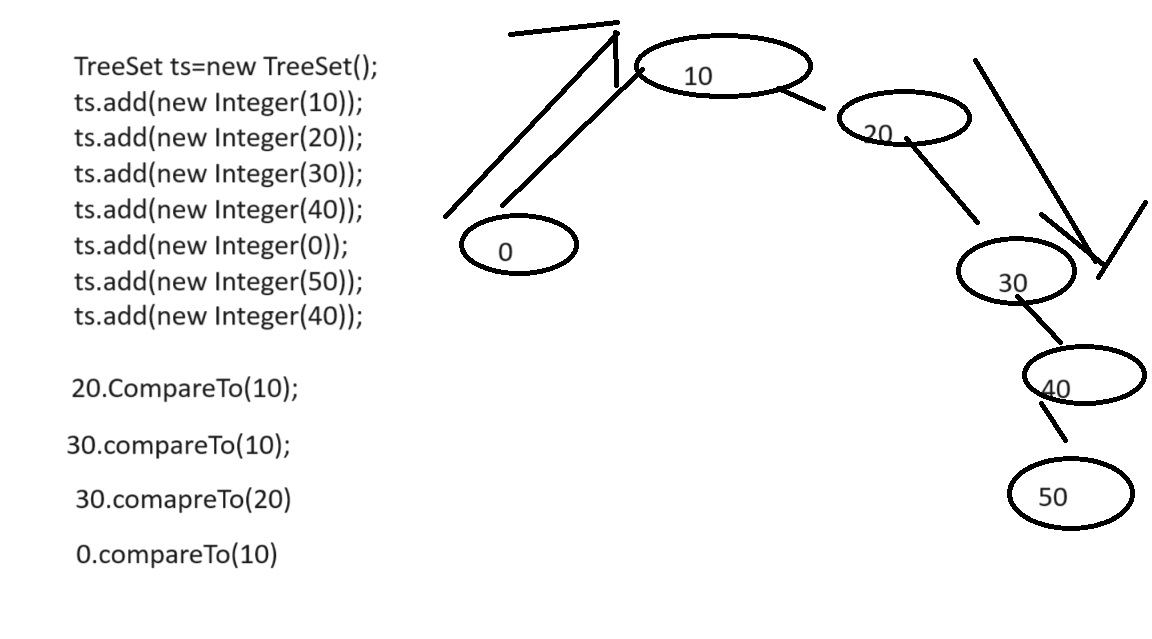 TreeSet ts=new TreeSet();
ts.add(new Integer(10));
ts.add(new Integer(20));
ts.add(new Integer(30));
ts.add(new Integer(40));
ts.add(new Integer(0));
ts.add(new Integer(50));
ts.add(new Integer(40));
20.CompareTo(10);
30.compareTo(10);
30.comapreTo(20)
0.compareTo(10)
10
20
0
30
40
50